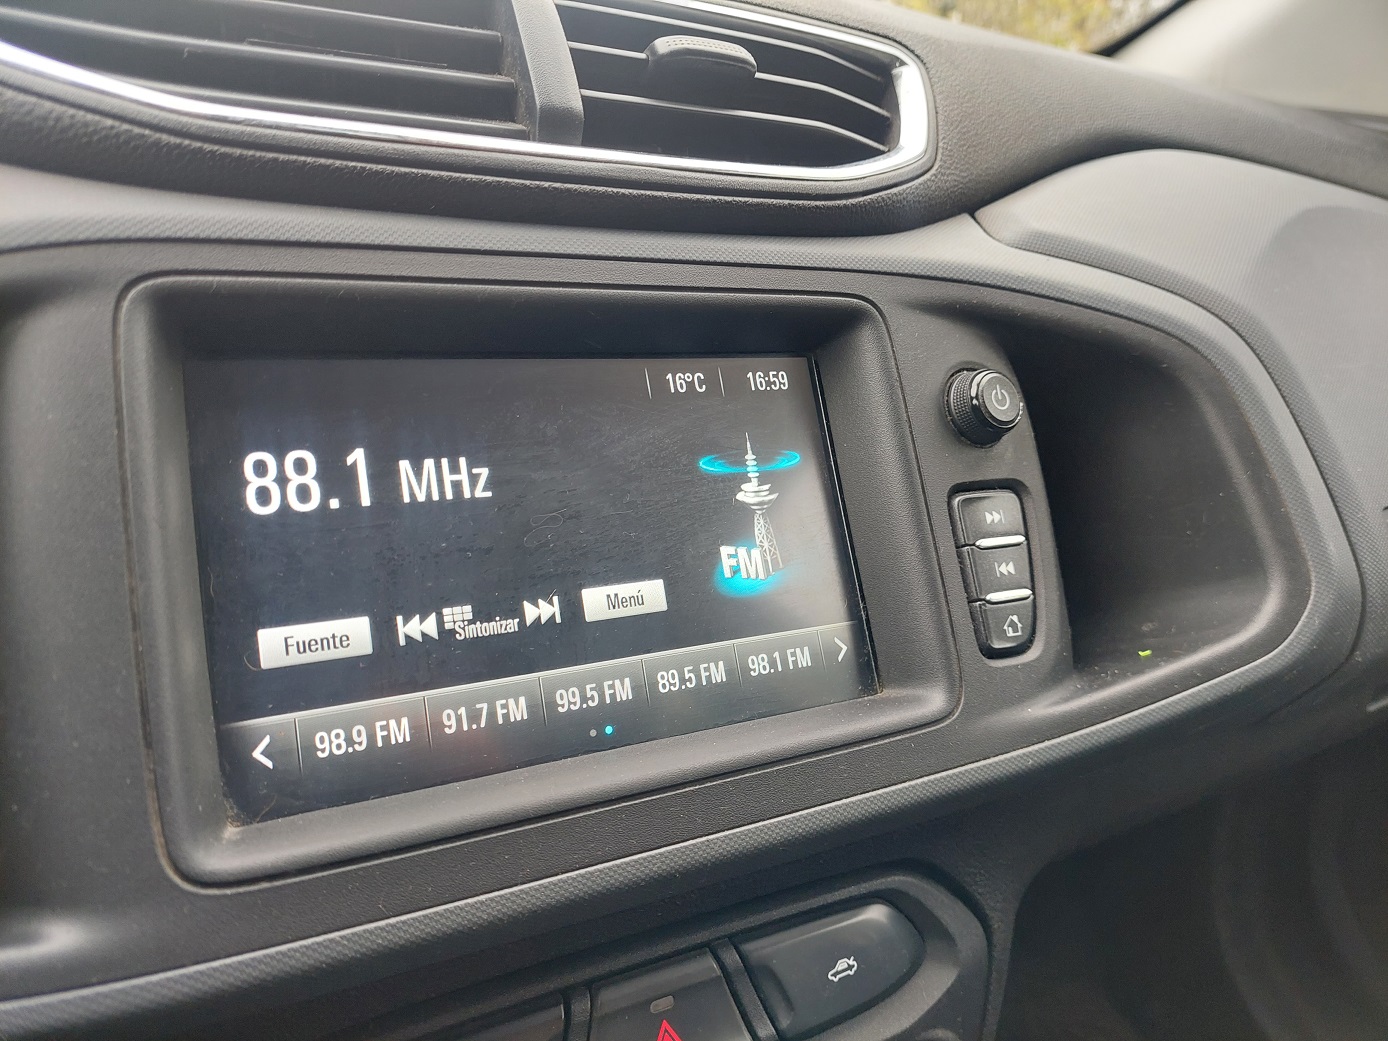 16°C 16:59
88.1 MHz
FM
Fuente Sintonizar Menú
98.9 FM 91.7 FM 99.5 FM 89.5 FM 98.1 FM